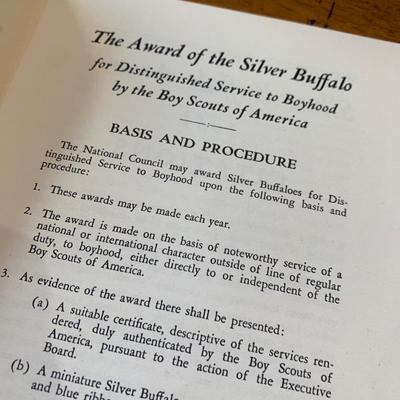 The Award of the Silver Buffalo
for Distinguished Service to Boyhood
by the Boy Scouts of America
BASIS AND PROCEDURE
The National Council may award Silver Buffaloes for Dis-
tinguished Service to Boyhood upon the following basis and
procedure:
1. These awards may be made each year.
2. The award is made on the basis of noteworthy service of a
national or international character outside of line of regular
duty, to boyhood, either directly to or independent of the
Boy Scouts of America.
3. As evidence of the award there shall be presented:
(a) A suitable certificate, descriptive of the services ren-
dered, duly authenticated by the Boy Scouts of
America, pursuant to the action of the Executive
Board.
(b) A miniature Silver Buffalo
and blue